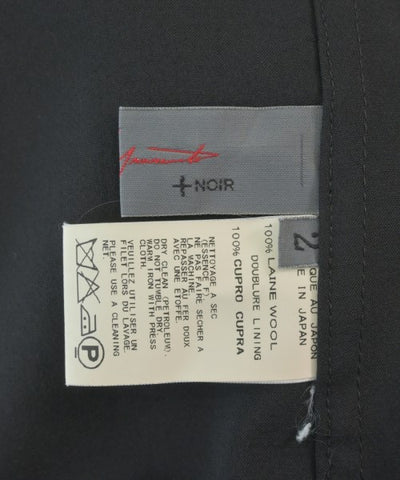 +NOIR
2
QUE AU JAPON
E IN JAPAN
100% LAINE WOOL
DOUBLURE LINING
100% CUPRO CUPRA
NETTOYAGE A SEC
(ESSENCE F).
NE PAS FAIRE SECHER A
LA MACHINE.
REPASSER AU FER DOUX
AVEC UNE ETOFFE.
DRY CLEAN (PETROLEUM).
DO NOT TUMBLE DRY.
WARM IRON WITH PRESS
CLOTH.
VEUILLEZ UTILISER UN
FILET LORS DU LAVAGE.
PLEASE USE A CLEANING
NET.
P